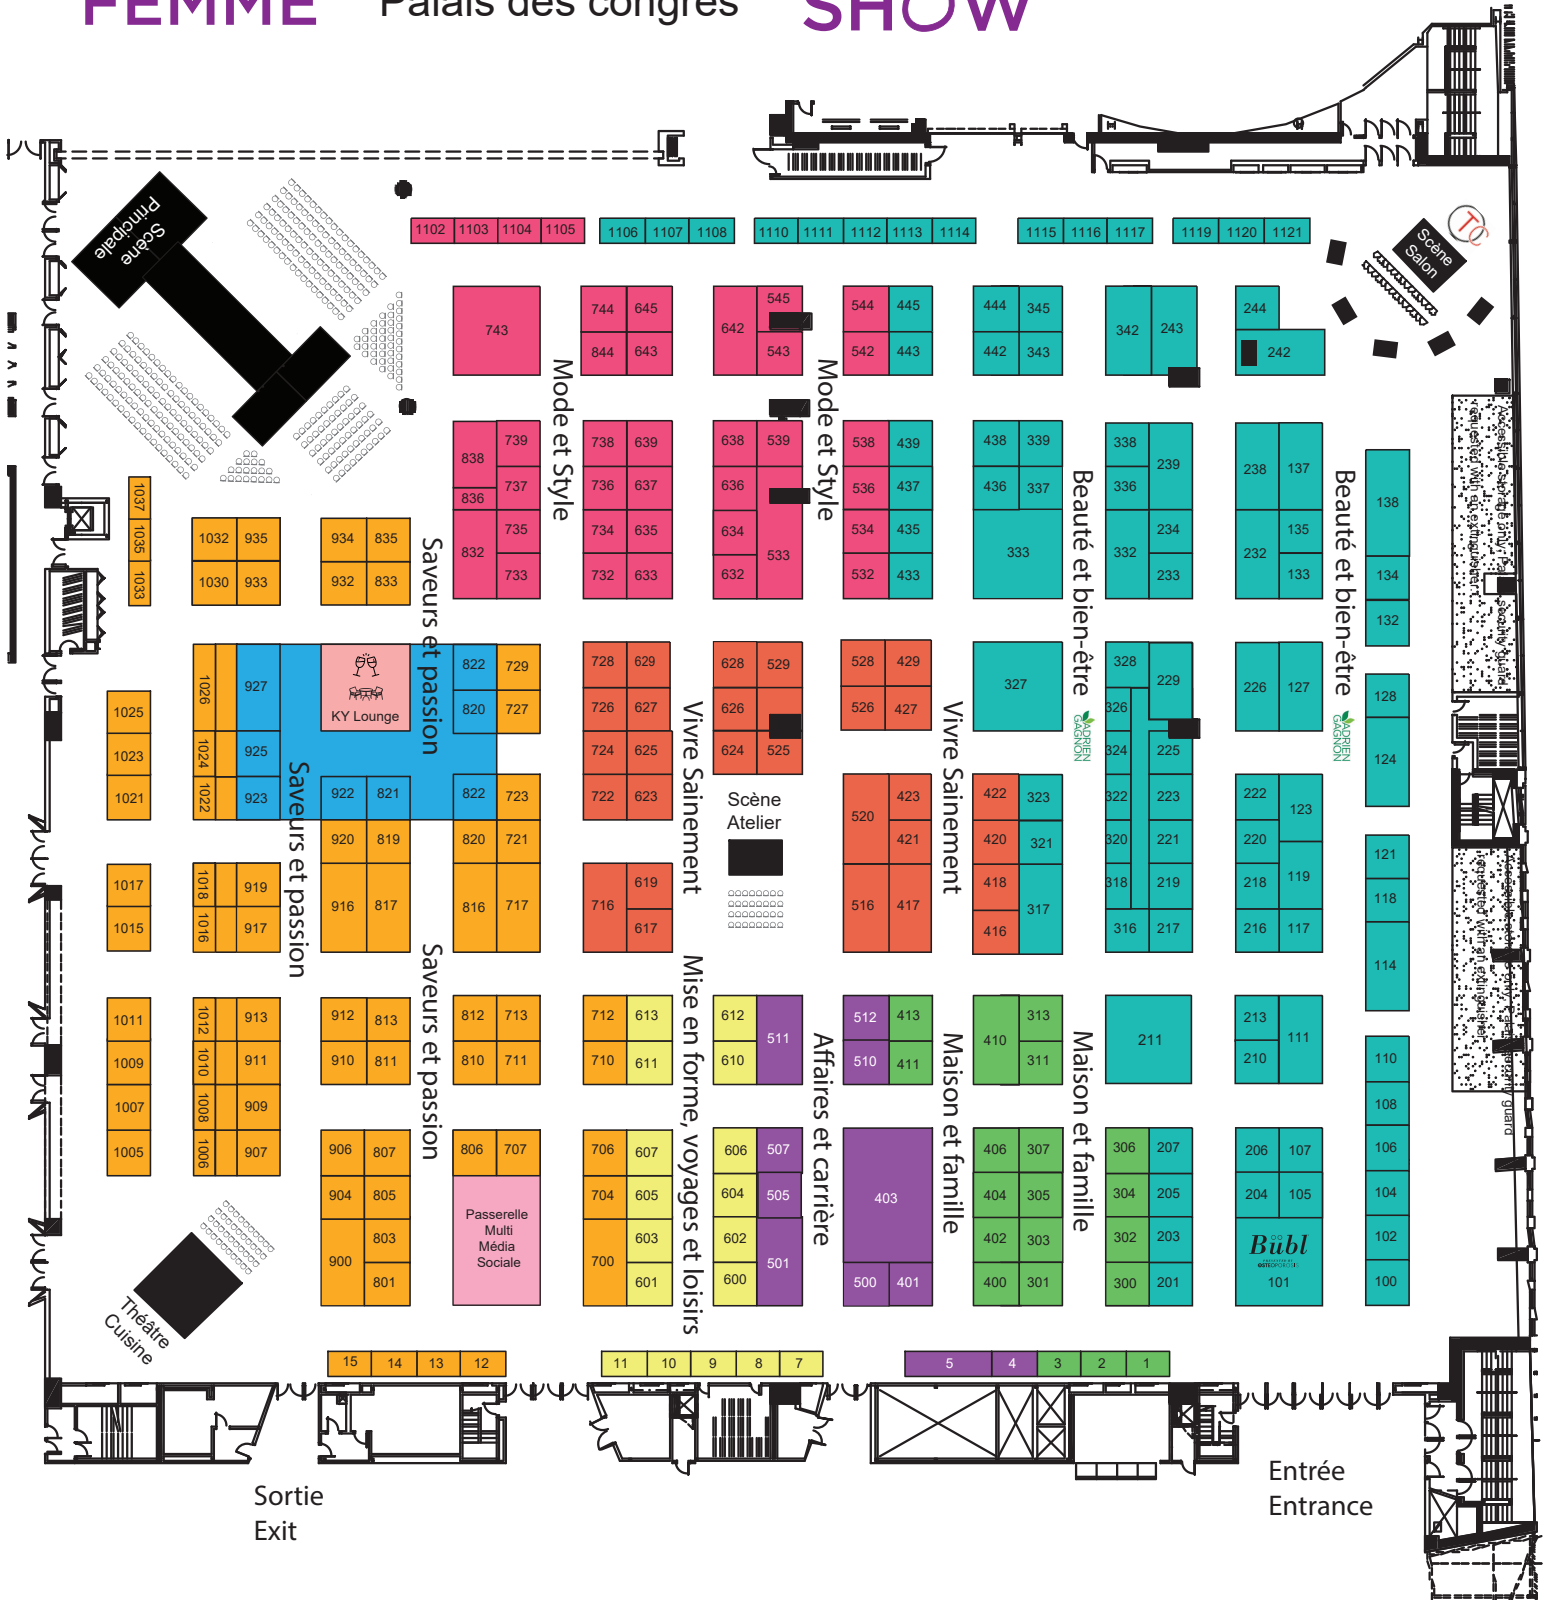 FEMME Palais des congrès SHOW
Scène
Principale
1102 1103 1104 1105 1106 1107 1108 1110 1111 1112 1113 1114 1115 1116 1117 1119 1120 1121
TC
Scène
Salon
743 744 645 642 545 544 445 444 345 342 243 244
844 643 543 542 443 442 343 242
Mode et Style
Mode et Style
838 739 738 639 638 539 538 439 438 339 338 239 238 137 138
836 737 736 637 636 536 437 436 337 336
832 735 734 635 634 533 534 435 333 332 234 232 135
733 732 633 632 532 433 233 133 134
132
1037
1035
1033
1032 935 934 835
1030 933 932 833
Saveurs et passion
Beauté et bien-être
Beauté et bien-être
ADRIEN
GAGNON
ADRIEN
GAGNON
1026 927 KY Lounge 822 729 728 629 628 529 528 429 327 328 229 226 127 128
1025 820 727 726 627 626 526 427 326
1023 1024 925 724 625 624 525 324 225 124
1021 1022 923 922 821 822 723 722 623 520 423 422 323 322 223 222 123
Scène
Atelier
Saveurs et passion
Vivre Sainement
Vivre Sainement
920 819 820 721 421 420 321 320 221 220 121
1017 1018 919 916 817 816 717 716 619 516 417 418 317 318 219 218 119 118
1015 1016 917 617 416 316 217 216 117 114
Saveurs et passion
Mise en forme, voyages et loisirs
Affaires et carrière
Maison et famille
Maison et famille
1011 1012 913 912 813 812 713 712 613 612 511 512 413 410 313 211 213 111
1009 1010 911 910 811 810 711 710 611 610 510 411 311 210 110
1007 1008 909 108
1005 1006 907 906 807 806 707 706 607 606 507 403 406 307 306 207 206 107 106
904 805 704 605 604 505 404 305 304 205 204 105 104
Passerelle
Multi
Média
Sociale
900 803 700 603 602 501 402 303 302 203 102
801 601 600 500 401 400 301 300 201 101 100
Bübl
Théâtre
Cuisine
15 14 13 12 11 10 9 8 7 5 4 3 2 1
Sortie
Exit
Entrée
Entrance